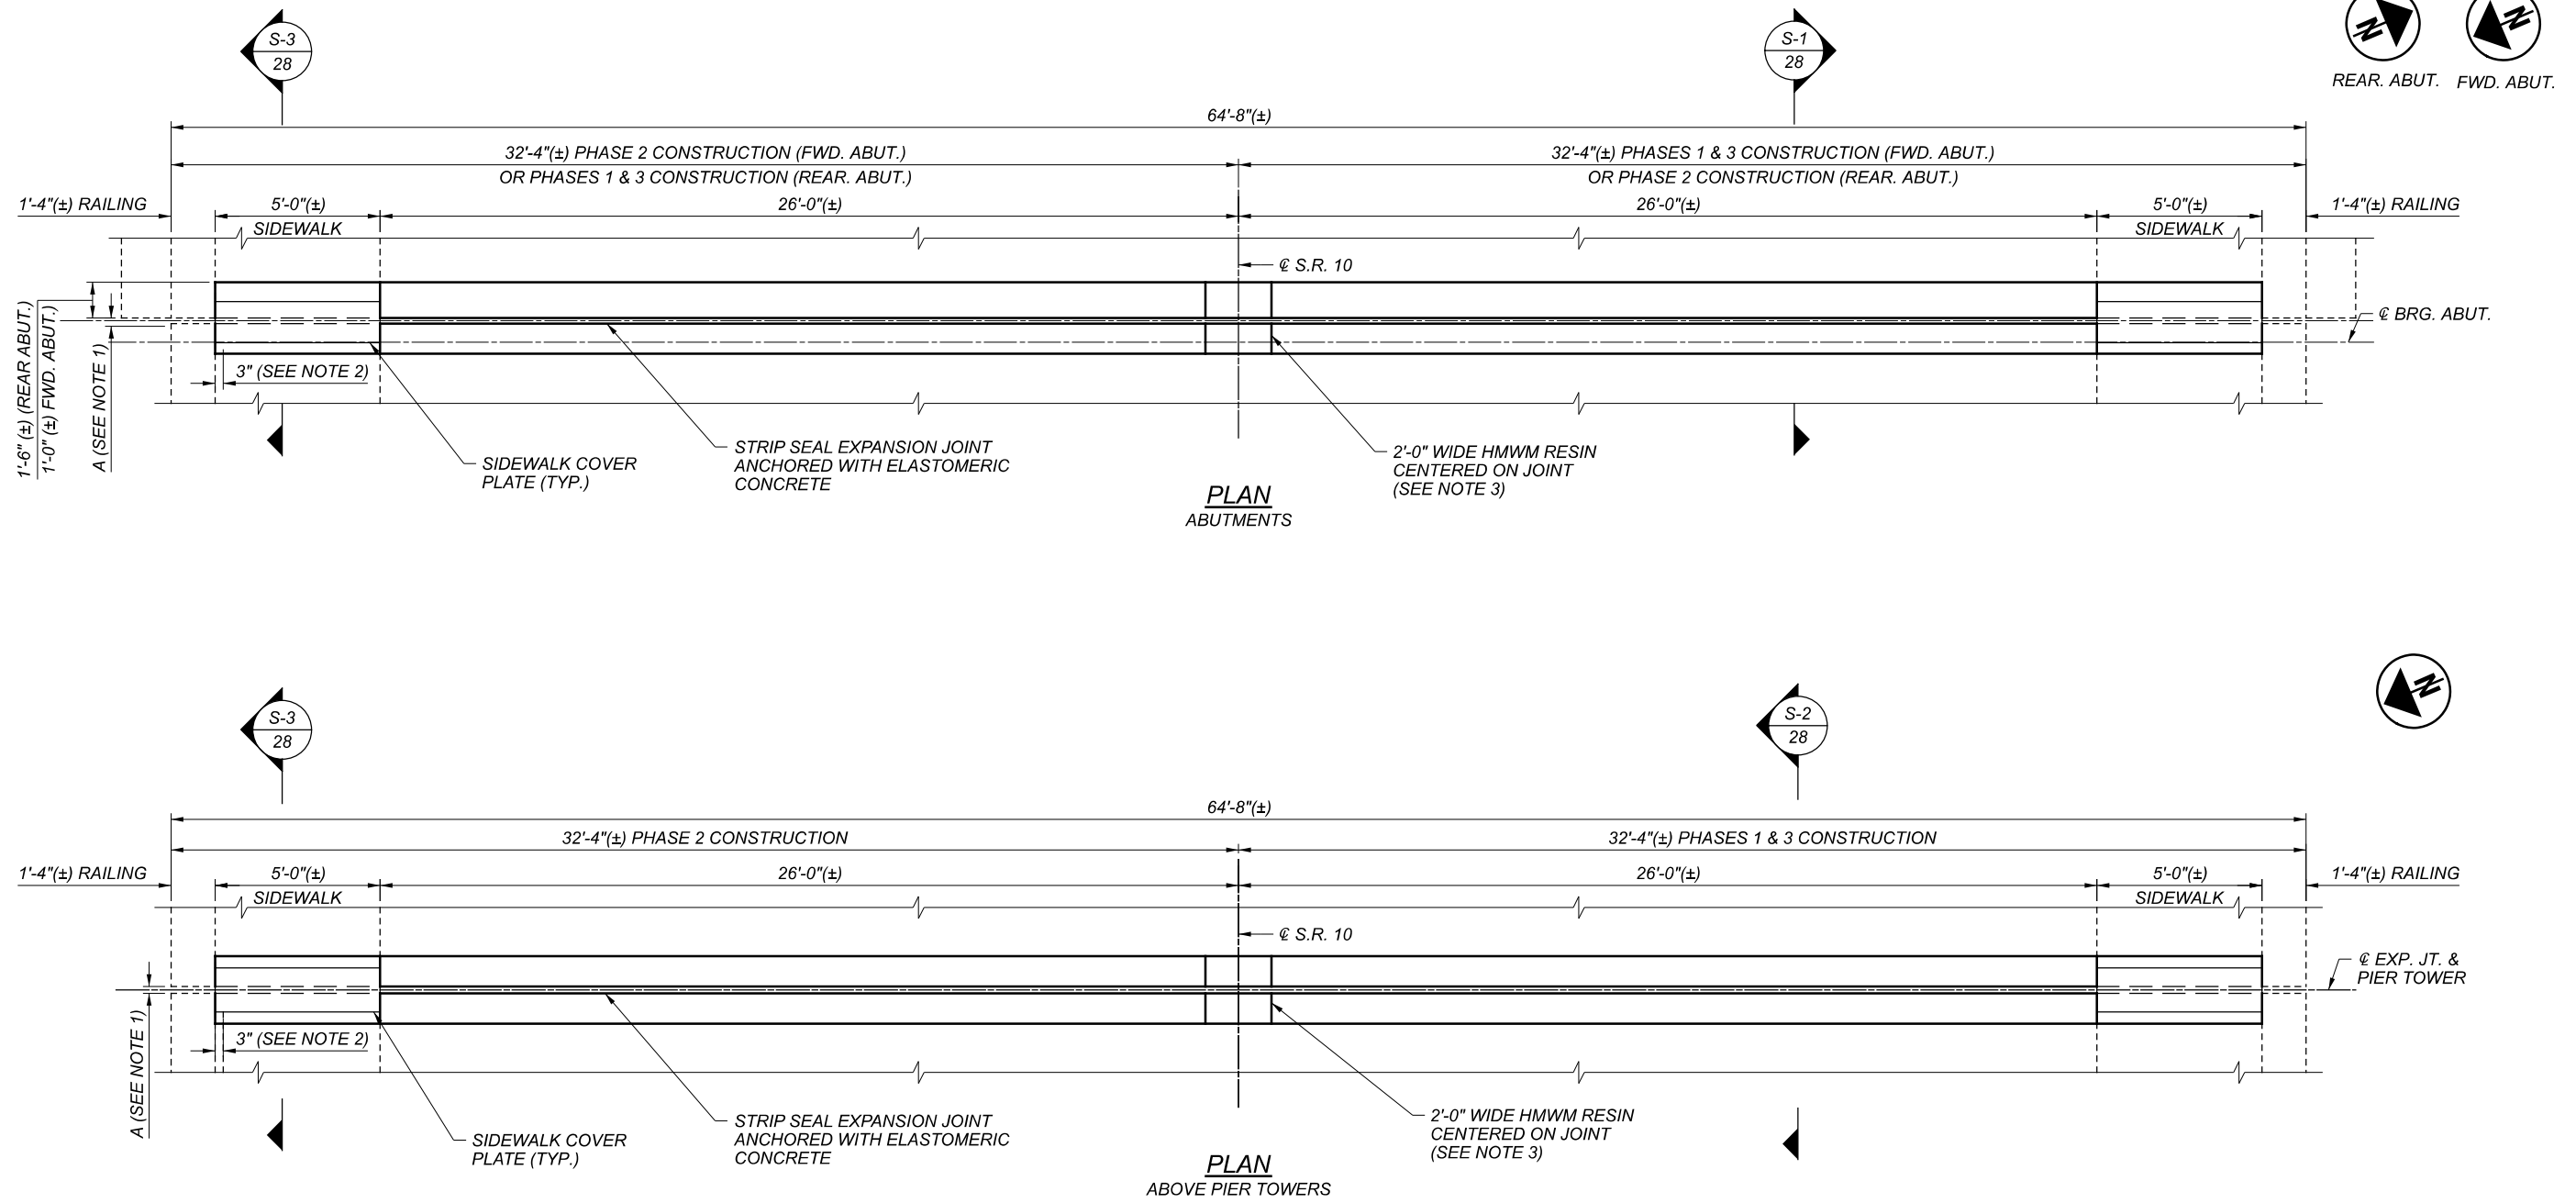 S-3
28
S-1
28
N
N
REAR. ABUT.
FWD. ABUT.
64'-8"(±)
32'-4"(±) PHASE 2 CONSTRUCTION (FWD. ABUT.)
OR PHASES 1 & 3 CONSTRUCTION (REAR. ABUT.)
32'-4"(±) PHASES 1 & 3 CONSTRUCTION (FWD. ABUT.)
OR PHASE 2 CONSTRUCTION (REAR. ABUT.)
1'-4"(±) RAILING
5'-0"(±)
SIDEWALK
26'-0"(±)
26'-0"(±)
5'-0"(±)
SIDEWALK
1'-4"(±) RAILING
℄ S.R. 10
℄ BRG. ABUT.
1'-6" (±) (REAR ABUT.)
1'-0" (±) FWD. ABUT.)
A (SEE NOTE 1)
3" (SEE NOTE 2)
SIDEWALK COVER
PLATE (TYP.)
STRIP SEAL EXPANSION JOINT
ANCHORED WITH ELASTOMERIC
CONCRETE
2'-0" WIDE HMWM RESIN
CENTERED ON JOINT
(SEE NOTE 3)
PLAN
ABUTMENTS
S-3
28
S-2
28
N
64'-8"(±)
32'-4"(±) PHASE 2 CONSTRUCTION
32'-4"(±) PHASES 1 & 3 CONSTRUCTION
1'-4"(±) RAILING
5'-0"(±)
SIDEWALK
26'-0"(±)
26'-0"(±)
5'-0"(±)
SIDEWALK
1'-4"(±) RAILING
℄ S.R. 10
℄ EXP. JT. &
PIER TOWER
A (SEE NOTE 1)
3" (SEE NOTE 2)
SIDEWALK COVER
PLATE (TYP.)
STRIP SEAL EXPANSION JOINT
ANCHORED WITH ELASTOMERIC
CONCRETE
2'-0" WIDE HMWM RESIN
CENTERED ON JOINT
(SEE NOTE 3)
PLAN
ABOVE PIER TOWERS